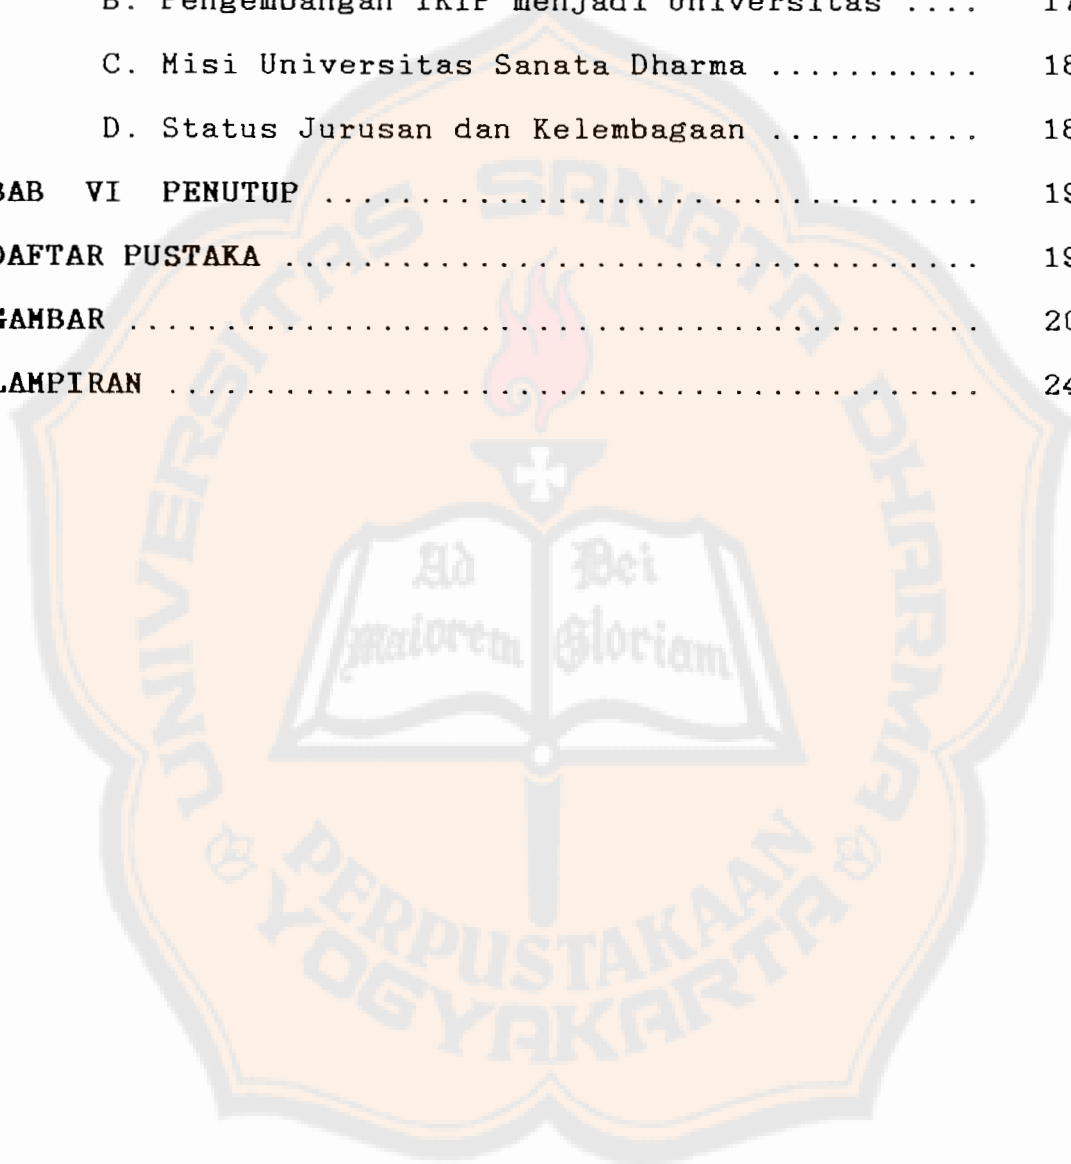 B. Pengembangan IKIP menjadi Universitas .... 17
C. Misi Universitas Sanata Dharma ........... 18
D. Status Jurusan dan Kelembagaan ........... 18
BAB VI PENUTUP .................................. 19
DAFTAR PUSTAKA .................................... 19
GAMBAR ............................................ 20
LAMPIRAN .......................................... 24
UNIVERSITAS SANATA DHARMA
Ad Dei
Maiorem Gloriam
PERPUSTAKAAN
YOGYAKARTA